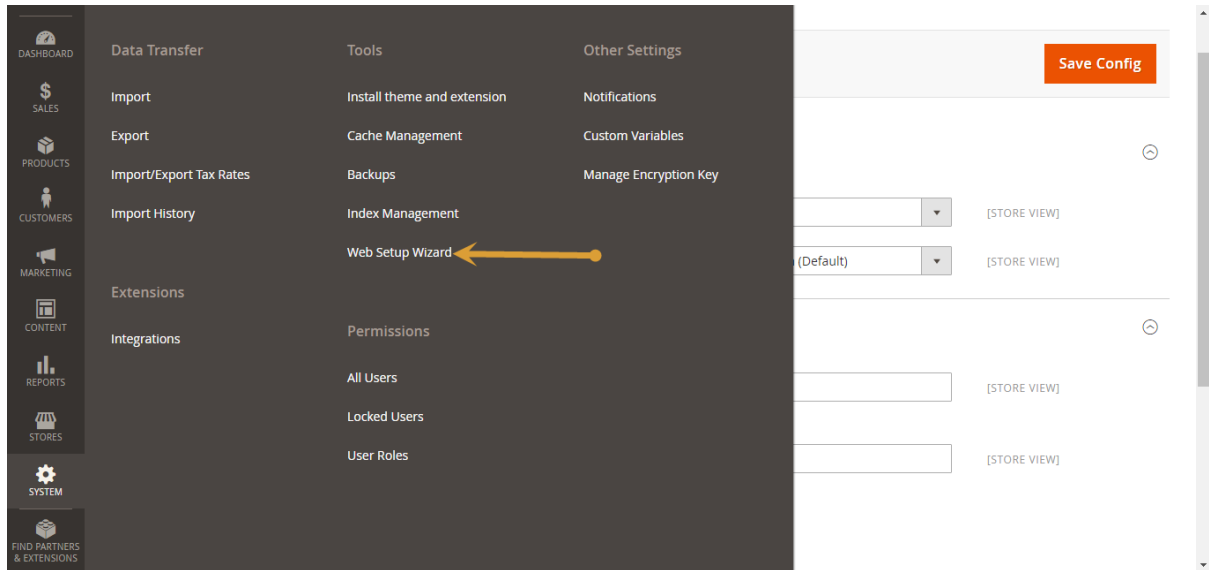 DASHBOARD
SALES
PRODUCTS
CUSTOMERS
MARKETING
CONTENT
REPORTS
STORES
SYSTEM
FIND PARTNERS
& EXTENSIONS
Data Transfer
Import
Export
Import/Export Tax Rates
Import History
Extensions
Integrations
Tools
Install theme and extension
Cache Management
Backups
Index Management
Web Setup Wizard
Permissions
All Users
Locked Users
User Roles
Other Settings
Notifications
Custom Variables
Manage Encryption Key
Save Config
[STORE VIEW]
(Default) [STORE VIEW]
[STORE VIEW]
[STORE VIEW]